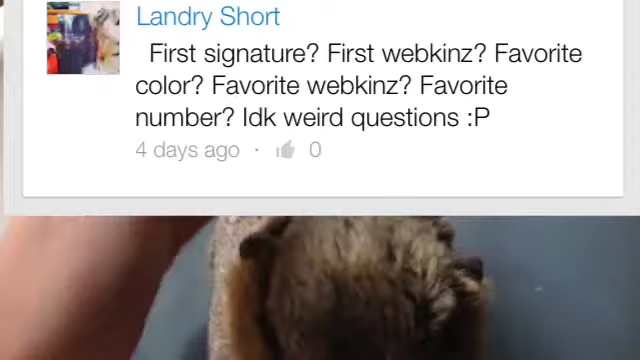 Landry Short
First signature? First webkinz? Favorite
color? Favorite webkinz? Favorite
number? Idk weird questions :P
4 days ago · 0